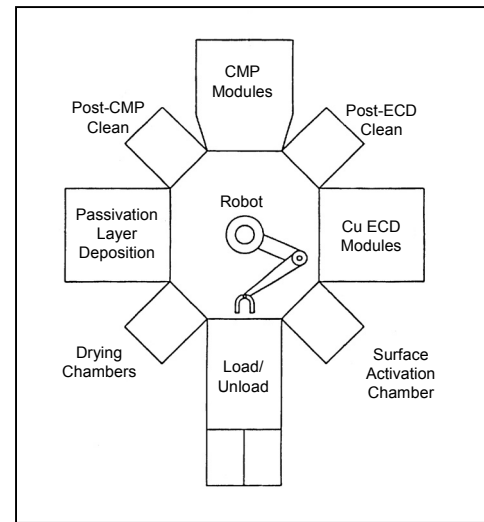 CMP
Modules
Post-CMP
Clean
Post-ECD
Clean
Passivation
Layer
Deposition
Robot
Cu ECD
Modules
Drying
Chambers
Load/
Unload
Surface
Activation
Chamber